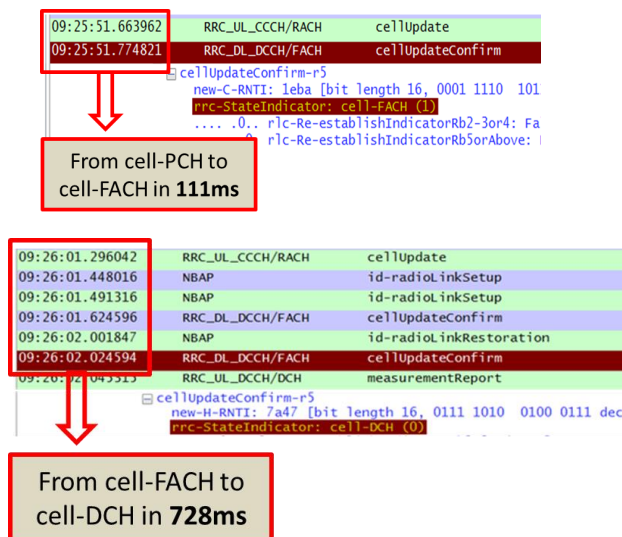 09:25:51.663962 RRC_UL_CCCH/RACH cellUpdate
09:25:51.774821 RRC_DL_DCCH/FACH cellUpdateConfirm
cellUpdateConfirm-r5
new-C-RNTI: 1eba [bit length 16, 0001 1110 101
rrc-StateIndicator: cell-FACH (1)
.... .0.. rlc-Re-establishIndicatorRb2-3or4: Fa
0. rlc-Re-establishIndicatorRb5orAbove:
From cell-PCH to
cell-FACH in 111ms
09:26:01.296042 RRC_UL_CCCH/RACH cellUpdate
09:26:01.448016 NBAP id-radioLinkSetup
09:26:01.491316 NBAP id-radioLinkSetup
09:26:01.624596 RRC_DL_DCCH/FACH cellUpdateConfirm
09:26:02.001847 NBAP id-radioLinkRestoration
09:26:02.024594 RRC_DL_DCCH/FACH cellUpdateConfirm
RRC_UL_DCCH/DCH measurementReport
cellUpdateConfirm-r5
new-H-RNTI: 7a47 [bit length 16, 0111 1010 0100 0111 dec
rrc-StateIndicator: cell-DCH (0)
From cell-FACH to
cell-DCH in 728ms